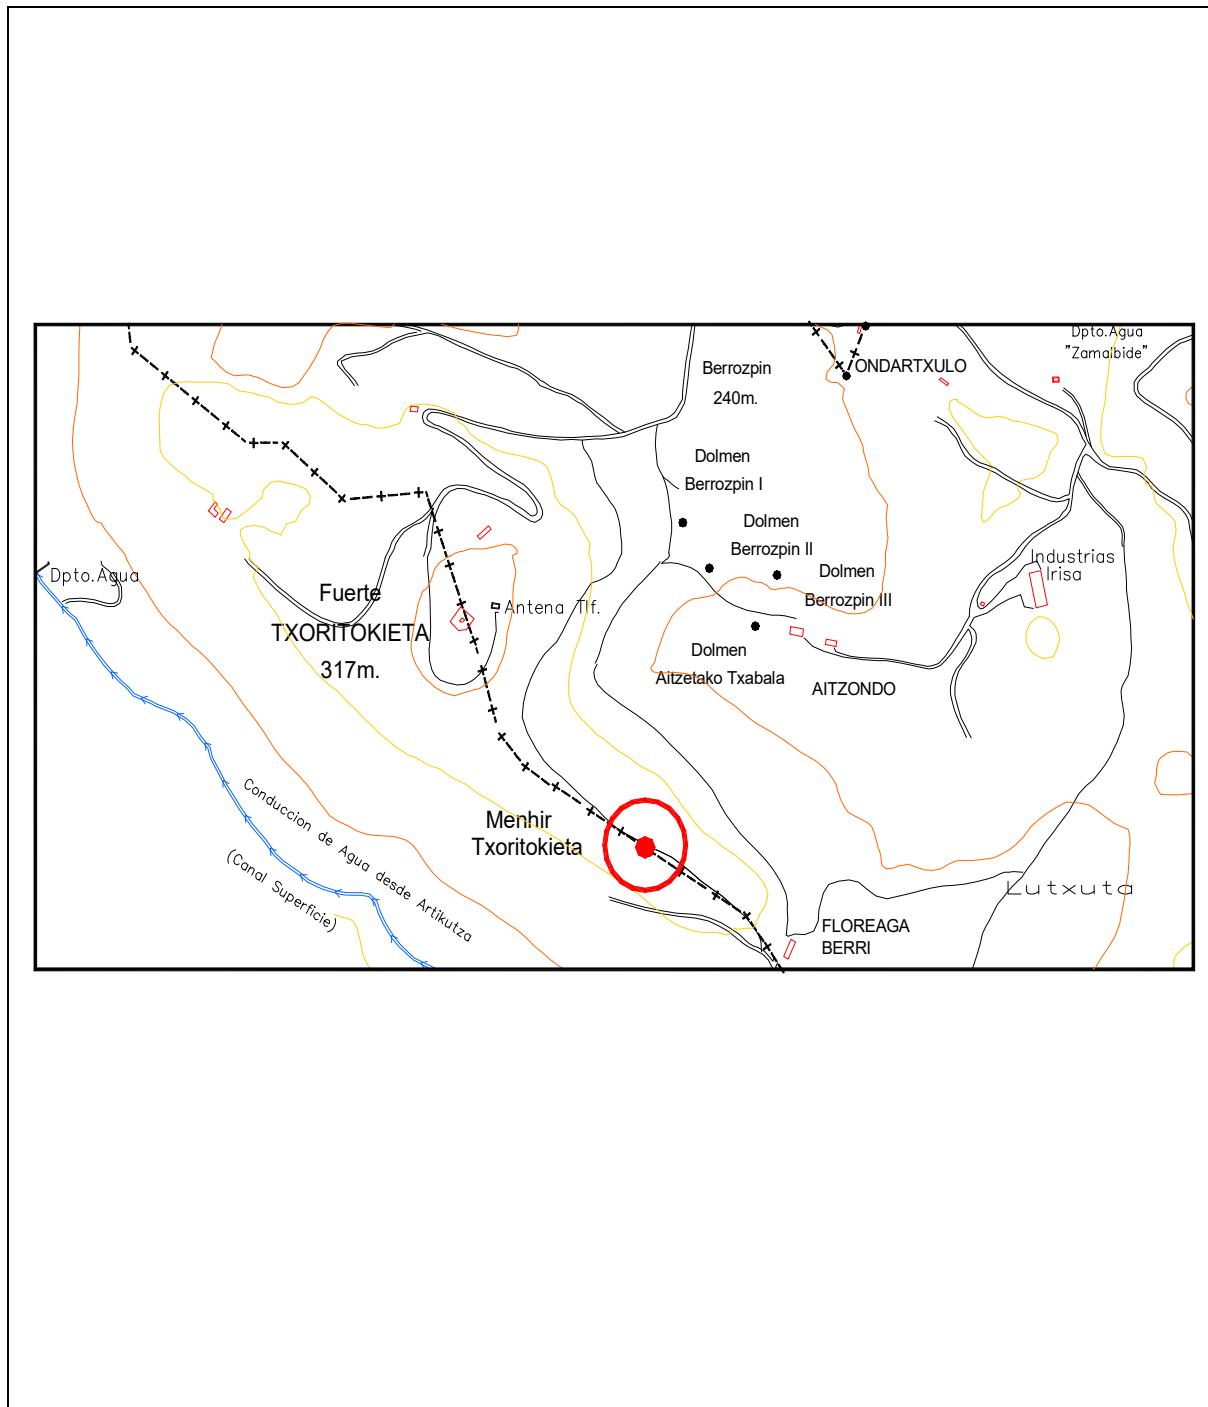 Dpto.Agua
"Zamalbide"
Berrozpin
240m.
ONDARTXULO
Dolmen
Berrozpin I
Dolmen
Berrozpin II
Dolmen
Berrozpin III
Industrias
Irisa
Dpto.Agua
Fuerte
TXORITOKIETA
317m.
Antena Tlf.
Dolmen
Aitzetako Txabala
AITZONDO
Menhir
Txoritokieta
Conduccion de Agua desde Artikutza
(Canal Superficie)
Lutxuta
FLOREAGA
BERRI